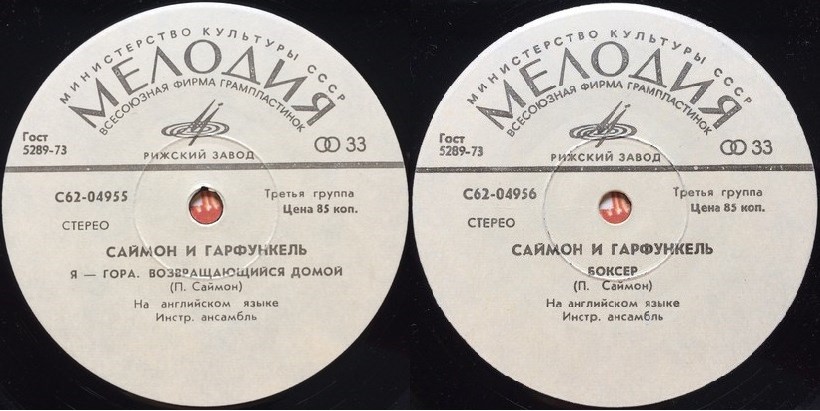 МИНИСТЕРСТВО КУЛЬТУРЫ СССР
МЕЛОДИЯ
ВСЕСОЮЗНАЯ ФИРМА ГРАМПЛАСТИНОК
Гост
5289-73
33
РИЖСКИЙ ЗАВОД
С62-04955
Третья группа
Цена 85 коп.
СТЕРЕО
САЙМОН И ГАРФУНКЕЛЬ
Я — ГОРА. ВОЗВРАЩАЮЩИЙСЯ ДОМОЙ
(П. Саймон)
На английском языке
Инстр. ансамбль
МИНИСТЕРСТВО КУЛЬТУРЫ СССР
МЕЛОДИЯ
ВСЕСОЮЗНАЯ ФИРМА ГРАМПЛАСТИНОК
Гост
5289-73
33
РИЖСКИЙ ЗАВОД
С62-04956
Третья группа
Цена 85 коп.
СТЕРЕО
САЙМОН И ГАРФУНКЕЛЬ
БОКСЕР
(П. Саймон)
На английском языке
Инстр. ансамбль